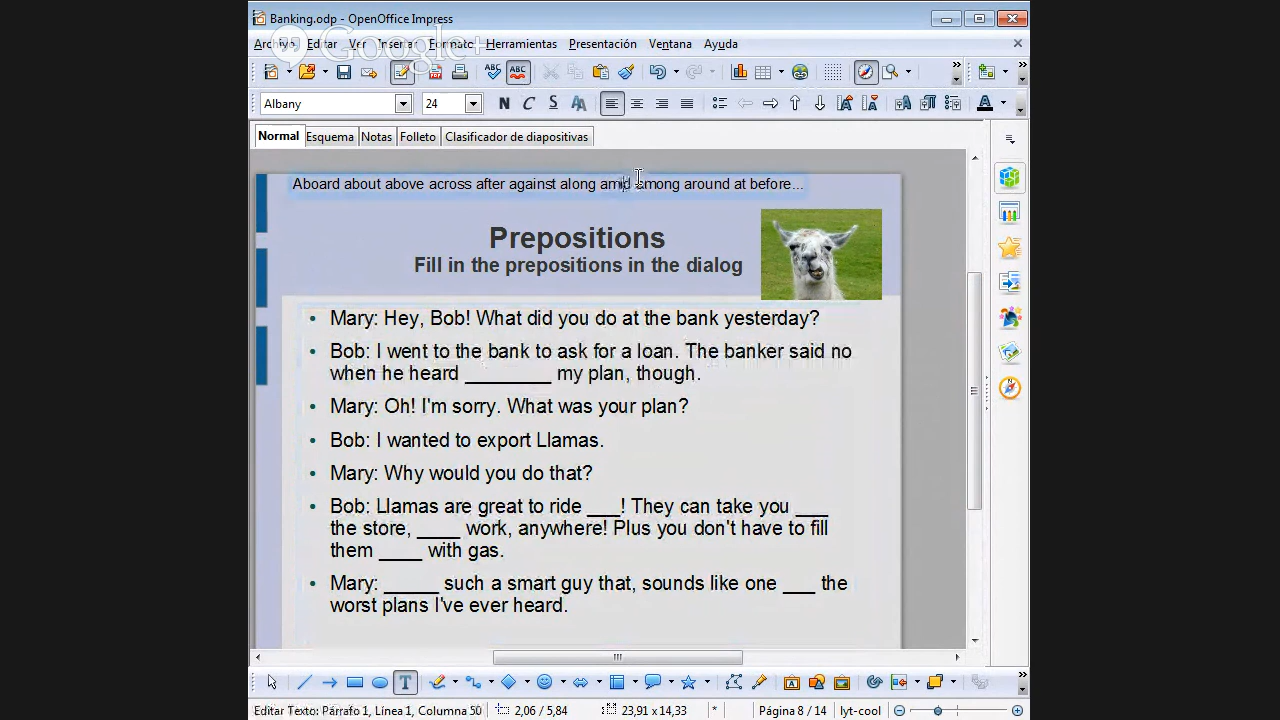 Banking.odp - OpenOffice Impress
Google+
Archivo Editar Ver Insertar Formato Herramientas Presentación Ventana Ayuda
Albany 24 N C S
Normal Esquema Notas Folleto Clasificador de diapositivas
Aboard about above across after against along amid among around at before...
Prepositions
Fill in the prepositions in the dialog
• Mary: Hey, Bob! What did you do at the bank yesterday?
• Bob: I went to the bank to ask for a loan. The banker said no
when he heard ________ my plan, though.
• Mary: Oh! I'm sorry. What was your plan?
• Bob: I wanted to export Llamas.
• Mary: Why would you do that?
• Bob: Llamas are great to ride ___! They can take you ___
the store, ____ work, anywhere! Plus you don't have to fill
them ____ with gas.
• Mary: _____ such a smart guy that, sounds like one ___ the
worst plans I've ever heard.
Editar Texto: Párrafo 1, Línea 1, Columna 50 2,06 / 5,84 23,91 x 14,33 * Página 8 / 14 lyt-cool